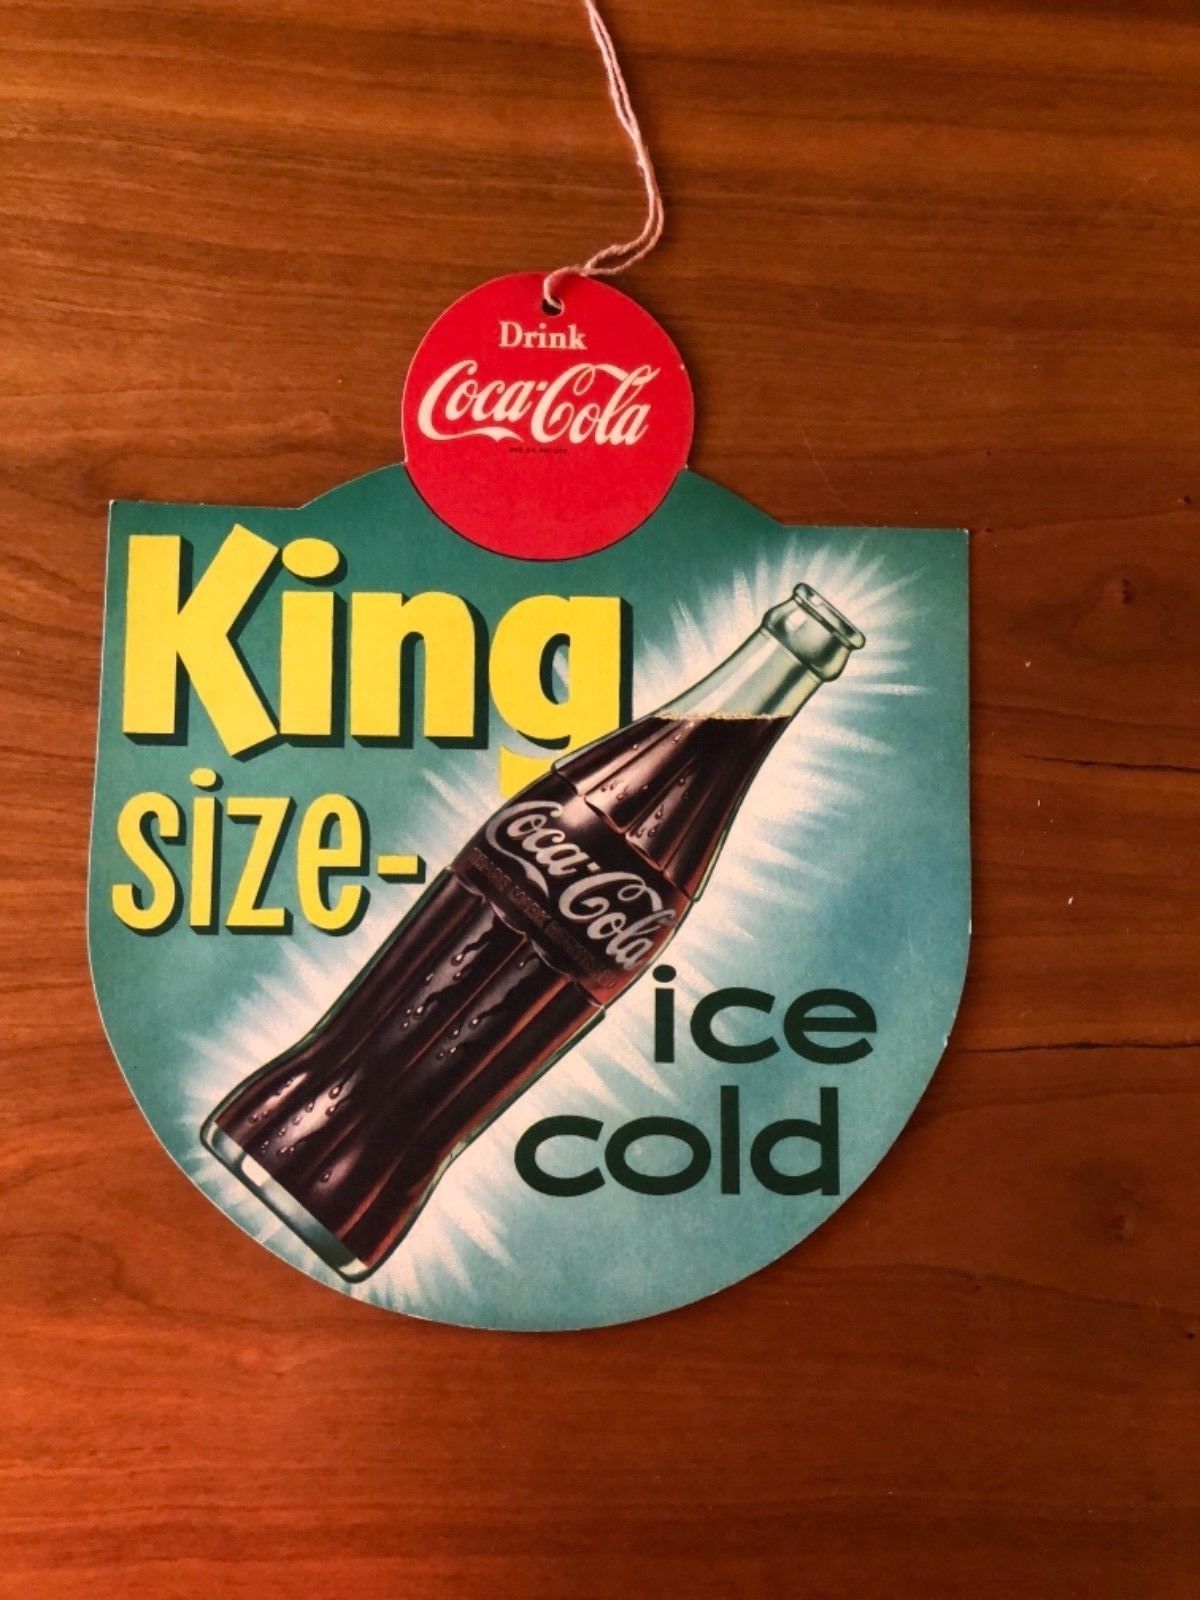 Drink
Coca-Cola
King
size-
Coca-Cola
ice
cold